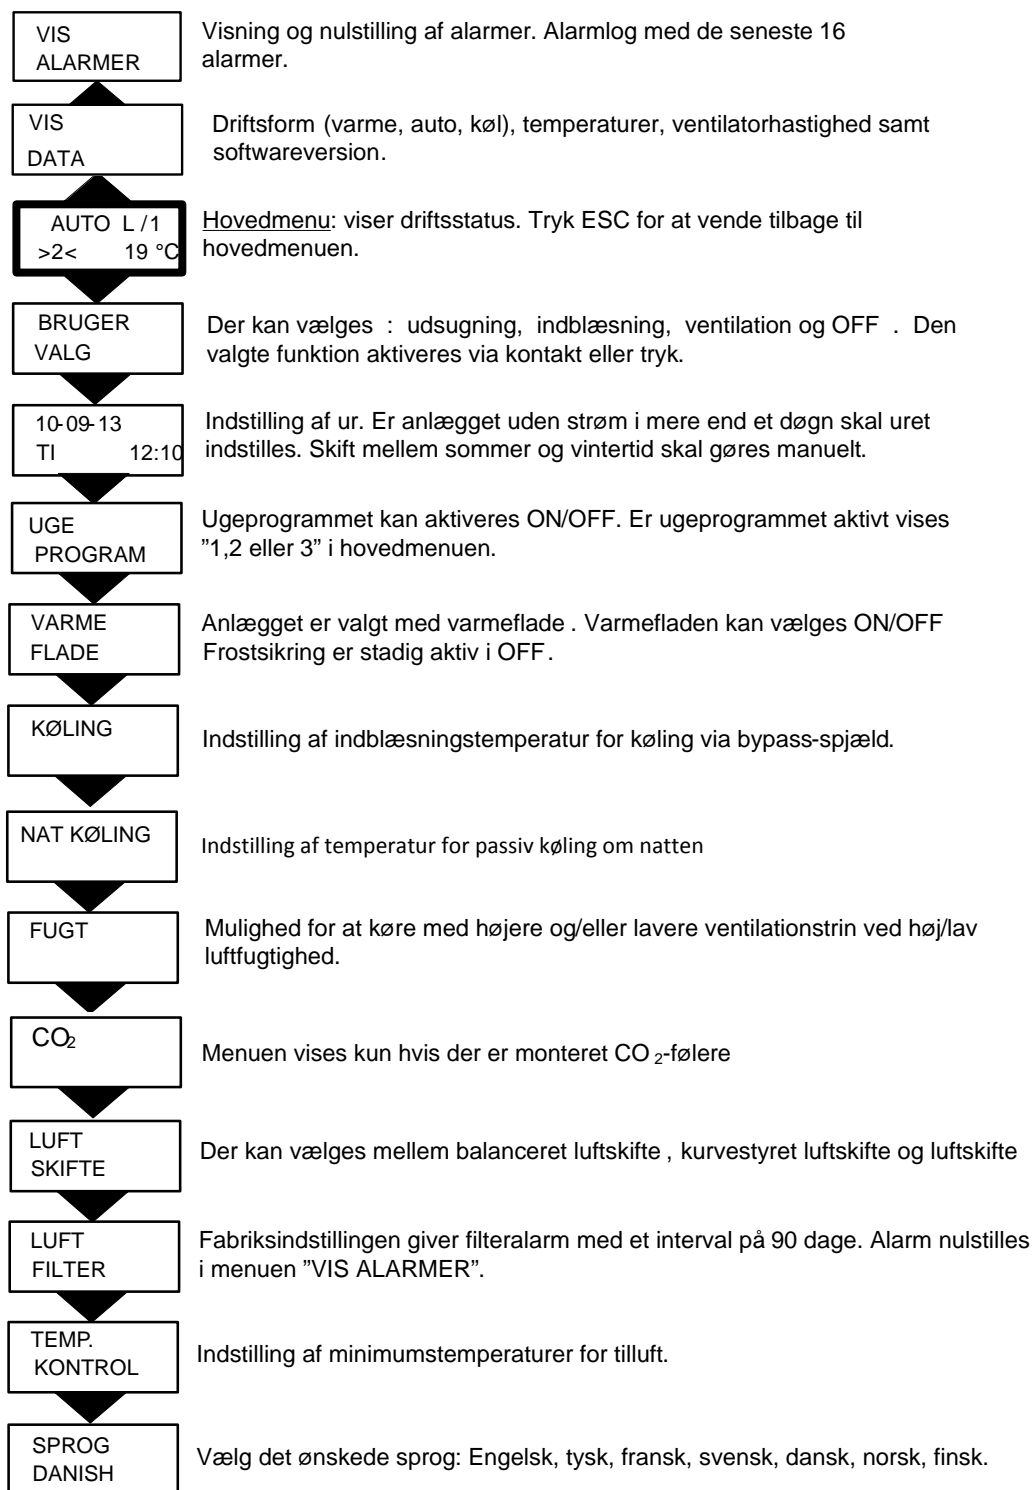 VIS
ALARMER
Visning og nulstilling af alarmer. Alarmlog med de seneste 16
alarmer.
VIS
DATA
Driftsform (varme, auto, køl), temperaturer, ventilatorhastighed samt
softwareversion.
AUTO L /1
>2< 19 °C
Hovedmenu: viser driftsstatus. Tryk ESC for at vende tilbage til
hovedmenuen.
BRUGER
VALG
Der kan vælges : udsugning, indblæsning, ventilation og OFF . Den
valgte funktion aktiveres via kontakt eller tryk.
10-09-13
TI 12:10
Indstilling af ur. Er anlægget uden strøm i mere end et døgn skal uret
indstilles. Skift mellem sommer og vintertid skal gøres manuelt.
UGE
PROGRAM
Ugeprogrammet kan aktiveres ON/OFF. Er ugeprogrammet aktivt vises
”1,2 eller 3” i hovedmenuen.
VARME
FLADE
Anlægget er valgt med varmeflade . Varmefladen kan vælges ON/OFF
Frostsikring er stadig aktiv i OFF.
KØLING
Indstilling af indblæsningstemperatur for køling via bypass-spjæld.
NAT KØLING
Indstilling af temperatur for passiv køling om natten
FUGT
Mulighed for at køre med højere og/eller lavere ventilationstrin ved høj/lav
luftfugtighed.
CO₂
Menuen vises kun hvis der er monteret CO₂-følere
LUFT
SKIFTE
Der kan vælges mellem balanceret luftskifte , kurvestyret luftskifte og luftskifte
LUFT
FILTER
Fabriksindstillingen giver filteralarm med et interval på 90 dage. Alarm nulstilles
i menuen ”VIS ALARMER”.
TEMP.
KONTROL
Indstilling af minimumstemperaturer for tilluft.
SPROG
DANISH
Vælg det ønskede sprog: Engelsk, tysk, fransk, svensk, dansk, norsk, finsk.